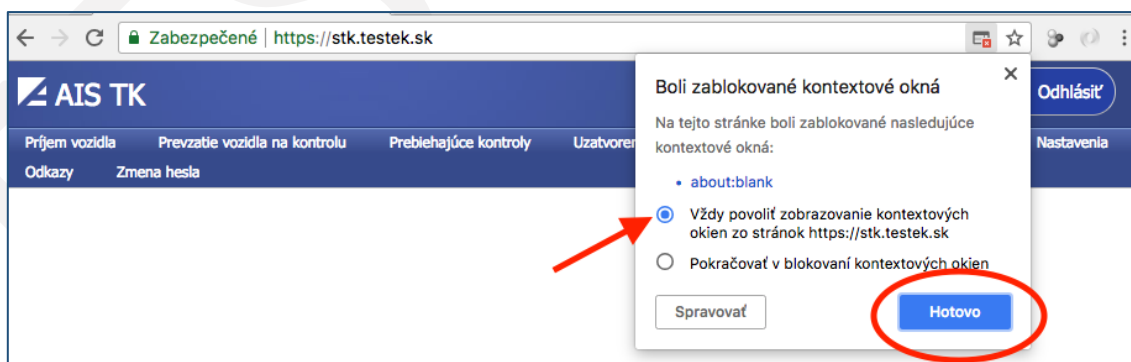 Zabezpečené | https://stk.testek.sk
AIS TK
Odhlásiť
Príjem vozidla Prevzatie vozidla na kontrolu Prebiehajúce kontroly Uzatvoren Nastavenia
Odkazy Zmena hesla
Boli zablokované kontextové okná
Na tejto stránke boli zablokované nasledujúce
kontextové okná:
• about:blank
Vždy povoliť zobrazovanie kontextových
okien zo stránok https://stk.testek.sk
Pokračovať v blokovaní kontextových okien
Spravovať Hotovo